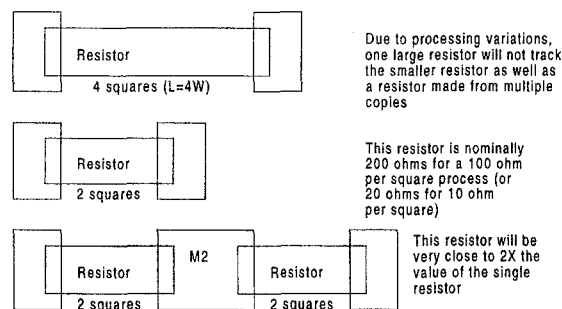 Resistor
4 squares (L=4W)
Due to processing variations,
one large resistor will not track
the smaller resistor as well as
a resistor made from multiple
copies
Resistor
2 squares
This resistor is nominally
200 ohms for a 100 ohm
per square process (or
20 ohms for 10 ohm
per square)
Resistor
2 squares
M2
Resistor
2 squares
This resistor will be
very close to 2X the
value of the single
resistor